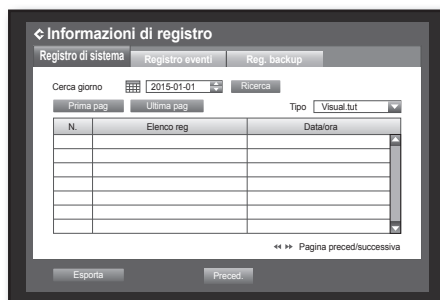 Informazioni di registro
Registro di sistema Registro eventi Reg. backup
Cerca giorno 2015-01-01 Ricerca
Prima pag Ultima pag Tipo Visual.tut
N. Elenco reg Data/ora
Pagina preced/successiva
Esporta Preced.